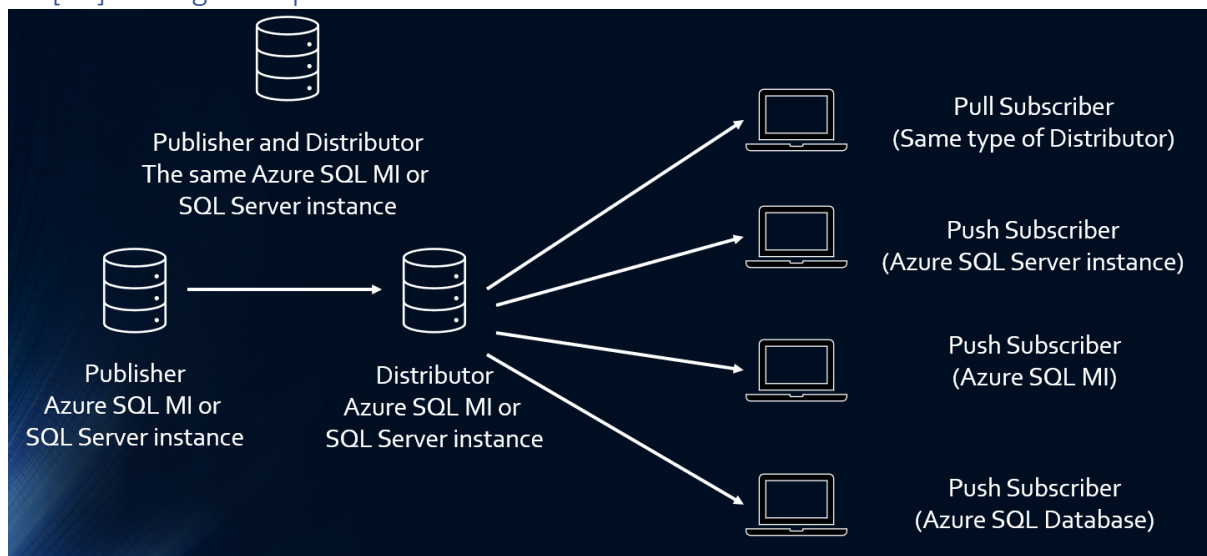 Publisher and Distributor
The same Azure SQL MI or
SQL Server instance
Publisher
Azure SQL MI or
SQL Server instance
Distributor
Azure SQL MI or
SQL Server instance
Pull Subscriber
(Same type of Distributor)
Push Subscriber
(Azure SQL Server instance)
Push Subscriber
(Azure SQL MI)
Push Subscriber
(Azure SQL Database)